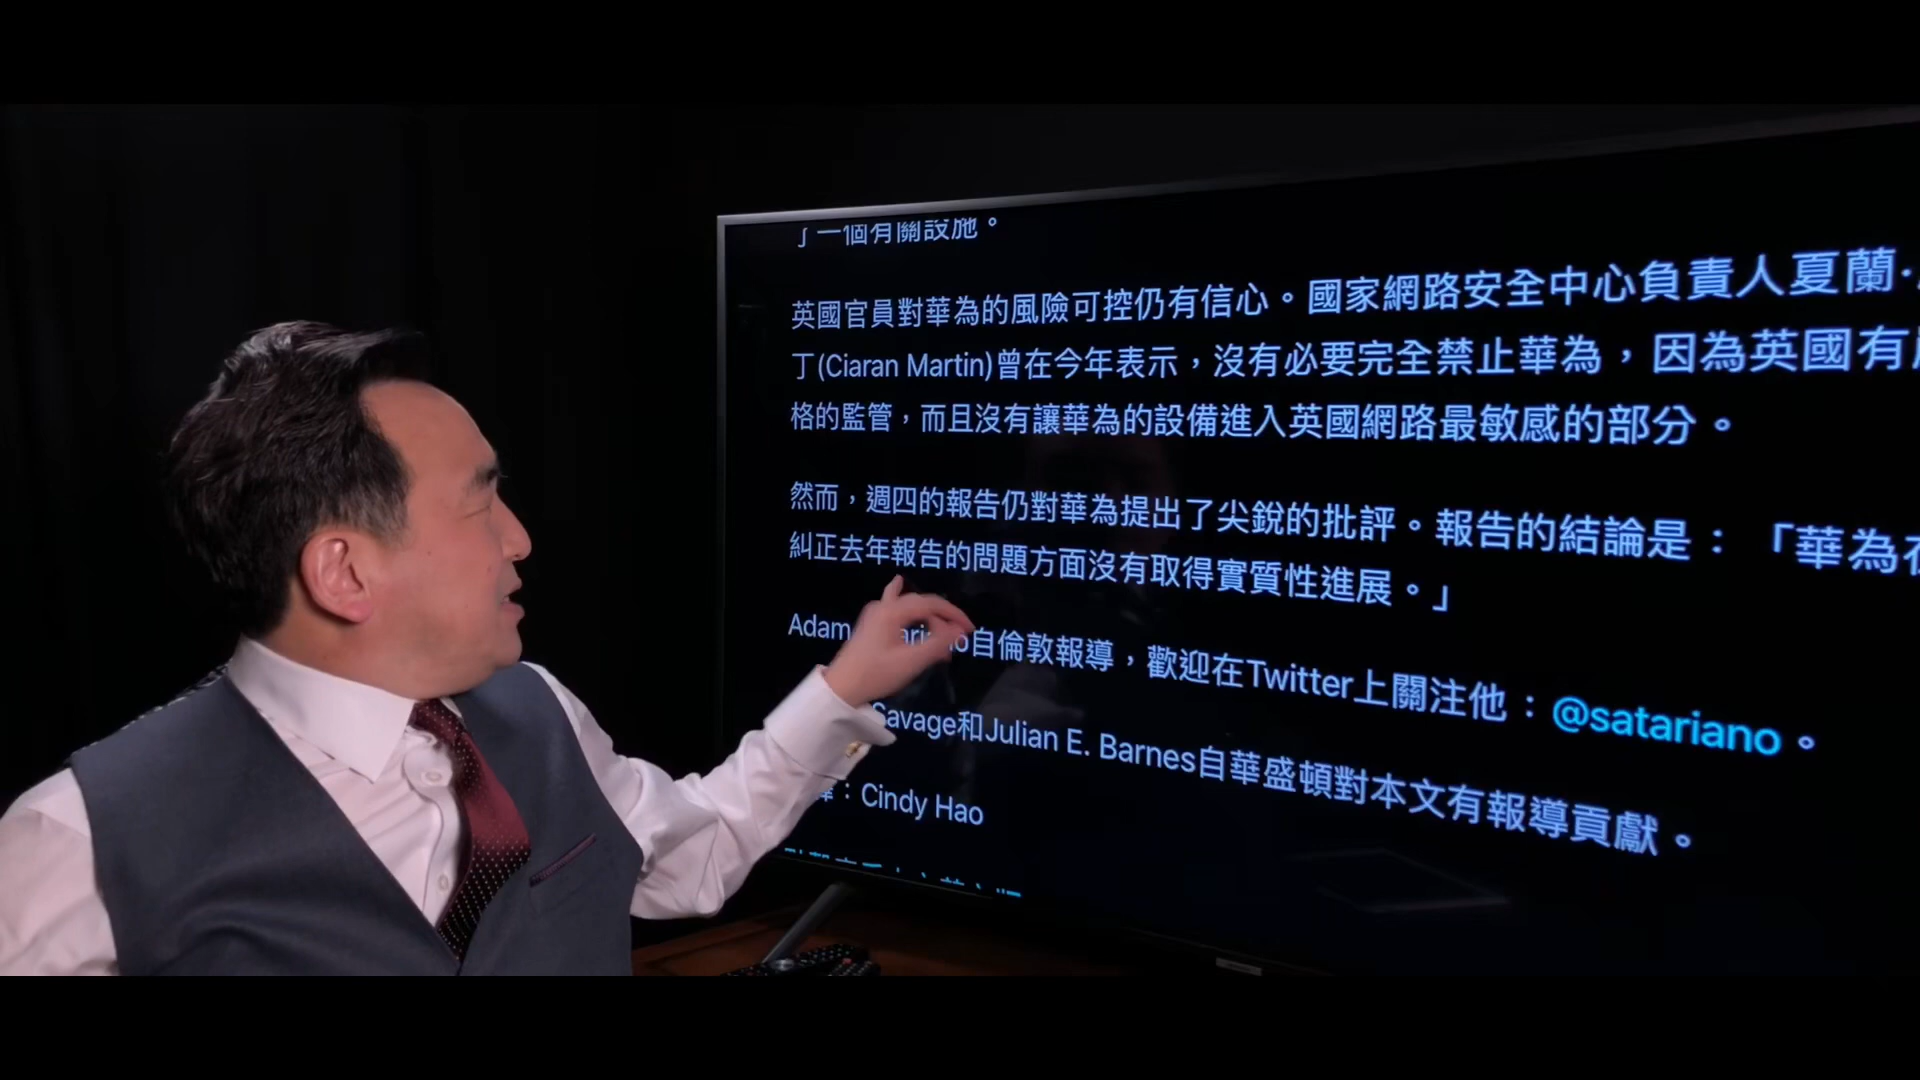 一個有關設施。
英國官員對華為的風險可控仍有信心。國家網路安全中心負責人夏蘭·
丁(Ciaran Martin)曾在今年表示，沒有必要完全禁止華為，因為英國有
格的監管，而且沒有讓華為的設備進入英國網路最敏感的部分。
然而，週四的報告仍對華為提出了尖銳的批評。報告的結論是：「華為在
糾正去年報告的問題方面沒有取得實質性進展。」
Adam 自倫敦報導，歡迎在Twitter上關注他：@satariano。
Savage和Julian E. Barnes自華盛頓對本文有報導貢獻。
：Cindy Hao